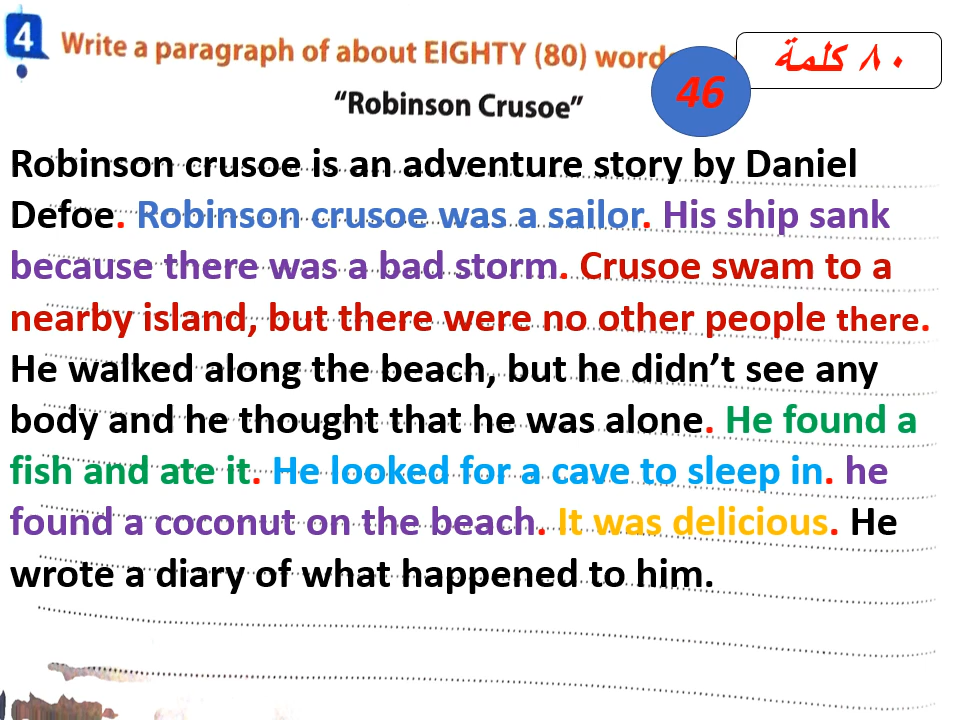 4 Write a paragraph of about EIGHTY (80) word
٨٠ كلمة
46
“Robinson Crusoe”
Robinson crusoe is an adventure story by Daniel
Defoe. Robinson crusoe was a sailor. His ship sank
because there was a bad storm. Crusoe swam to a
nearby island, but there were no other people there.
He walked along the beach, but he didn’t see any
body and he thought that he was alone. He found a
fish and ate it. He looked for a cave to sleep in. he
found a coconut on the beach. It was delicious. He
wrote a diary of what happened to him.